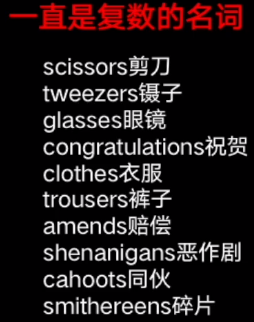 一直是复数的名词
scissors剪刀
tweezers镊子
glasses眼镜
congratulations祝贺
clothes衣服
trousers裤子
amends赔偿
shenanigans恶作剧
cahoots同伙
smithereens碎片